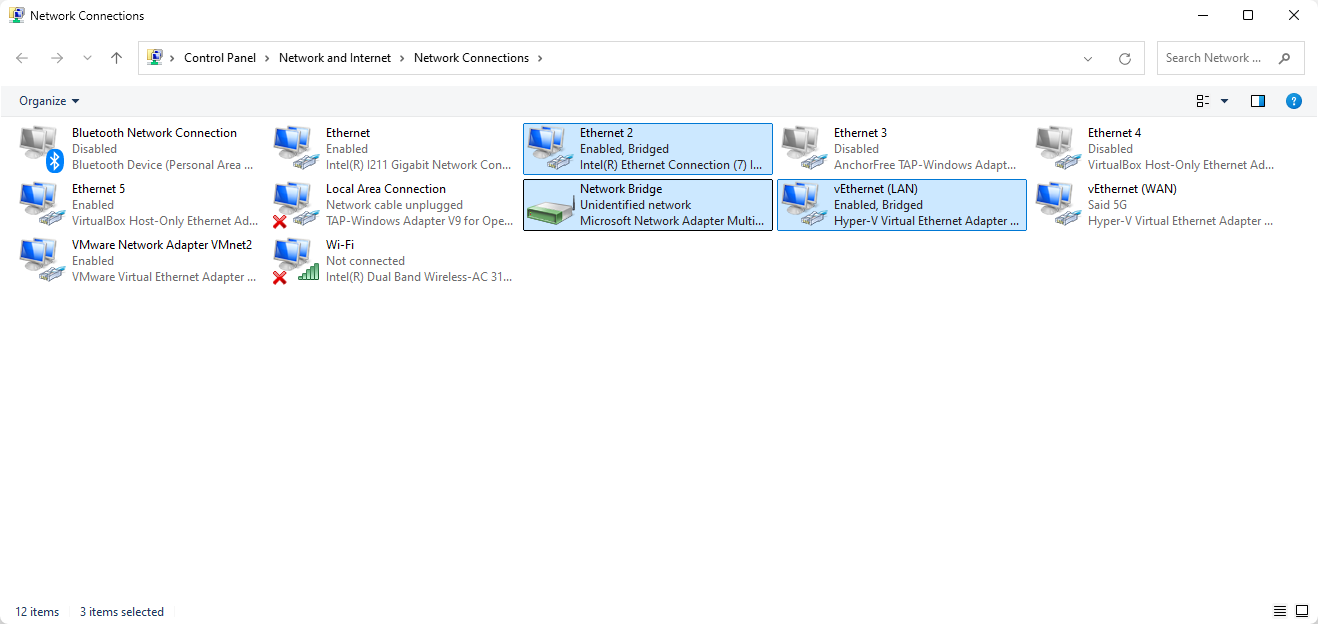 Network Connections
Control Panel > Network and Internet > Network Connections >
Search Network ...
Organize
?
Bluetooth Network Connection
Disabled
Bluetooth Device (Personal Area ...
Ethernet
Enabled
Intel(R) I211 Gigabit Network Con...
Ethernet 2
Enabled, Bridged
Intel(R) Ethernet Connection (7) I...
Ethernet 3
Disabled
AnchorFree TAP-Windows Adapt...
Ethernet 4
Disabled
VirtualBox Host-Only Ethernet Ad...
Ethernet 5
Enabled
VirtualBox Host-Only Ethernet Ad...
Local Area Connection
Network cable unplugged
TAP-Windows Adapter V9 for Ope...
Network Bridge
Unidentified network
Microsoft Network Adapter Multi...
vEthernet (LAN)
Enabled, Bridged
Hyper-V Virtual Ethernet Adapter ...
vEthernet (WAN)
Said 5G
Hyper-V Virtual Ethernet Adapter ...
VMware Network Adapter VMnet2
Enabled
VMware Virtual Ethernet Adapter ...
Wi-Fi
Not connected
Intel(R) Dual Band Wireless-AC 31...
12 items
3 items selected